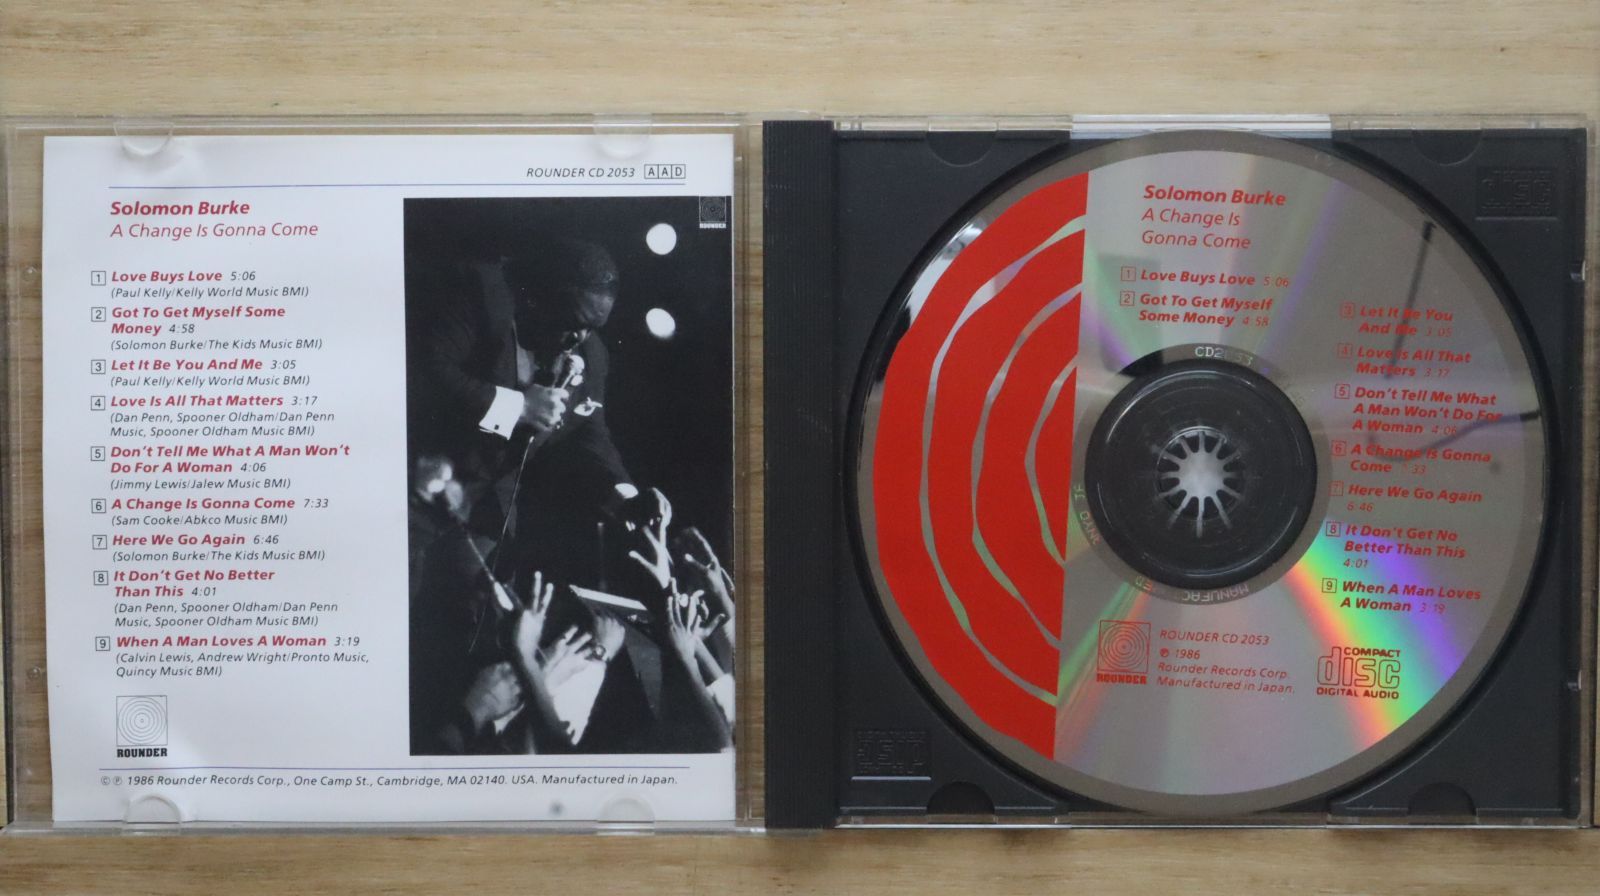 ROUNDER CD 2053 AAD
Solomon Burke
A Change Is Gonna Come
1 Love Buys Love 5:06
(Paul Kelly/Kelly World Music BMI)
2 Got To Get Myself Some
Money 4:58
(Solomon Burke/The Kids Music BMI)
3 Let It Be You And Me 3:05
(Paul Kelly/Kelly World Music BMI)
4 Love Is All That Matters 3:17
(Dan Penn, Spooner Oldham/Dan Penn
Music, Spooner Oldham Music BMI)
5 Don't Tell Me What A Man Won't
Do For A Woman 4:06
(Jimmy Lewis/Jalew Music BMI)
6 A Change Is Gonna Come 7:33
(Sam Cooke/Abkco Music BMI)
7 Here We Go Again 6:46
(Solomon Burke/The Kids Music BMI)
8 It Don't Get No Better
Than This 4:01
(Dan Penn, Spooner Oldham/Dan Penn
Music, Spooner Oldham Music BMI)
9 When A Man Loves A Woman 3:19
(Calvin Lewis, Andrew Wright/Pronto Music,
Quincy Music BMI)
ROUNDER
© ℗ 1986 Rounder Records Corp., One Camp St., Cambridge, MA 02140. USA. Manufactured in Japan.
ROUNDER
Solomon Burke
A Change Is
Gonna Come
1 Love Buys Love 5:06
2 Got To Get Myself
Some Money 4:58
3 Let It Be You
And Me 3:05
4 Love Is All That
Matters 3:17
5 Don't Tell Me What
A Man Won't Do For
A Woman 4:06
6 A Change Is Gonna
Come 7:33
7 Here We Go Again
6:46
8 It Don't Get No
Better Than This
4:01
9 When A Man Loves
A Woman 3:19
ROUNDER
ROUNDER CD 2053
℗ 1986
Rounder Records Corp.
Manufactured in Japan.
COMPACT
disc
DIGITAL AUDIO